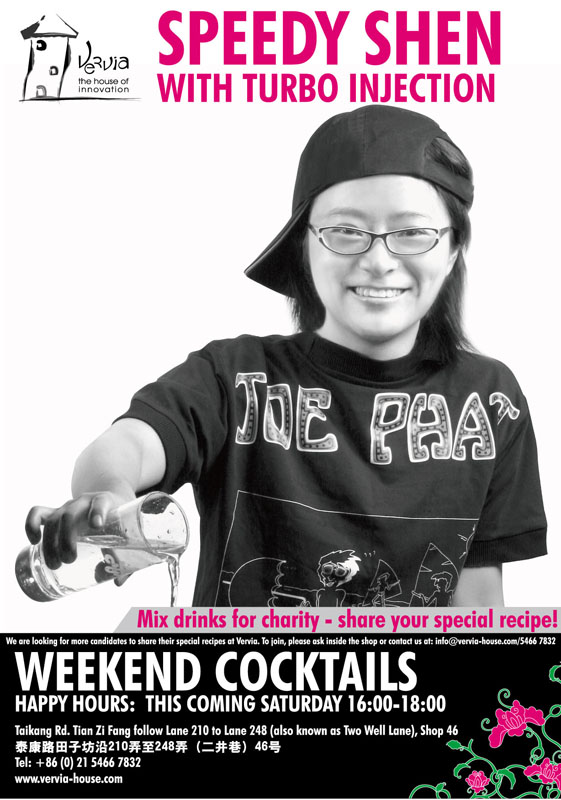 Vervia
the house of
innovation
SPEEDY SHEN
WITH TURBO INJECTION
JOE PHAT
Mix drinks for charity - share your special recipe!
We are looking for more candidates to share their special recipes at Vervia. To join, please ask inside the shop or contact us at: info@vervia-house.com/5466 7832
WEEKEND COCKTAILS
HAPPY HOURS: THIS COMING SATURDAY 16:00-18:00
Taikang Rd. Tian Zi Fang follow Lane 210 to Lane 248 (also known as Two Well Lane), Shop 46
泰康路田子坊沿210弄至248弄（二井巷）46号
Tel: +86 (0) 21 5466 7832
www.vervia-house.com